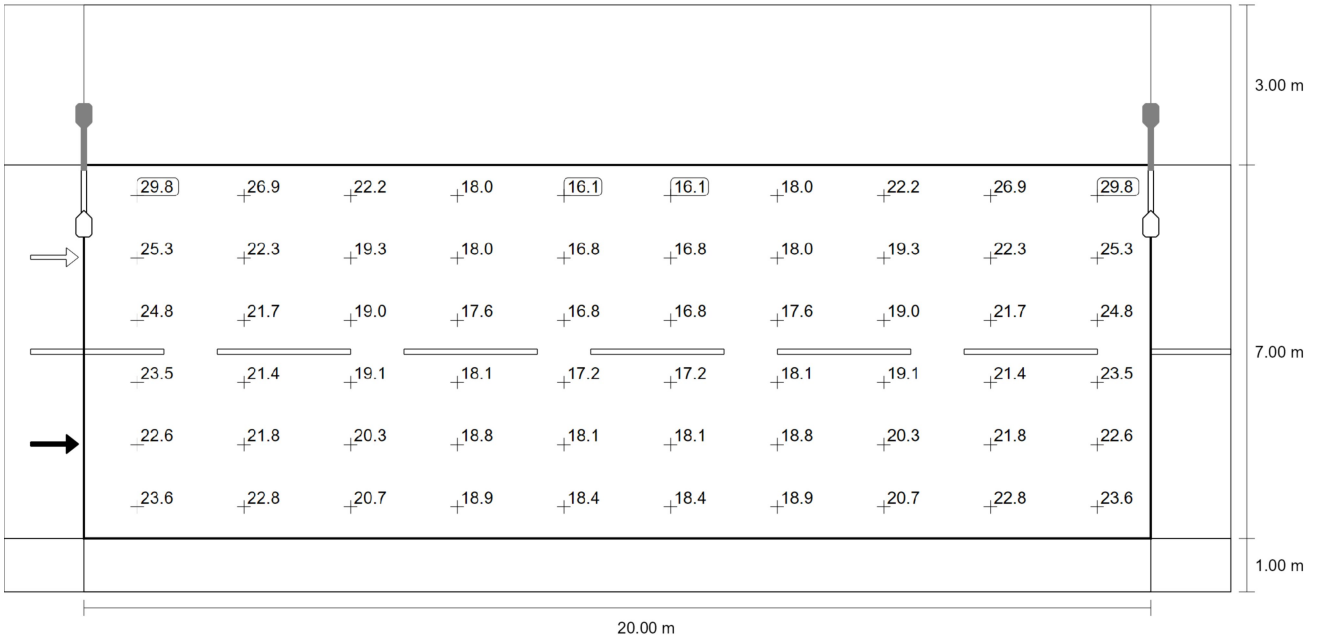 3.00 m
29.8 26.9 22.2 18.0 16.1 16.1 18.0 22.2 26.9 29.8
25.3 22.3 19.3 18.0 16.8 16.8 18.0 19.3 22.3 25.3
24.8 21.7 19.0 17.6 16.8 16.8 17.6 19.0 21.7 24.8
7.00 m
23.5 21.4 19.1 18.1 17.2 17.2 18.1 19.1 21.4 23.5
22.6 21.8 20.3 18.8 18.1 18.1 18.8 20.3 21.8 22.6
23.6 22.8 20.7 18.9 18.4 18.4 18.9 20.7 22.8 23.6
1.00 m
20.00 m